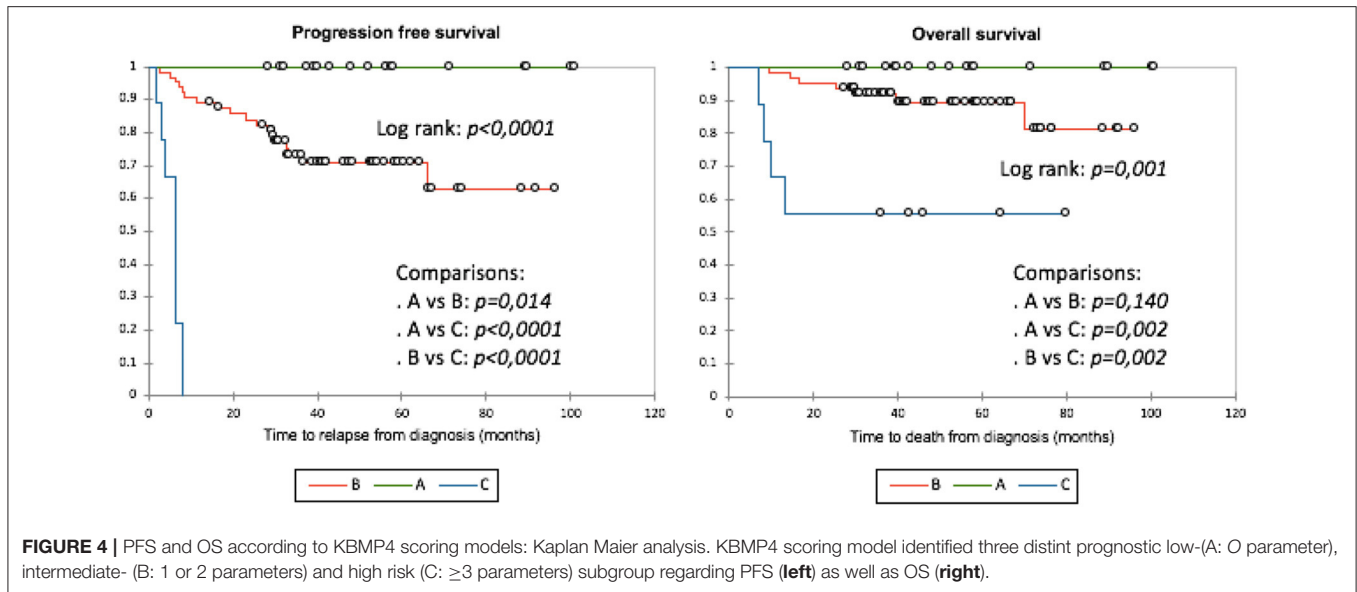 Progression free survival
1
0.9
0.8
0.7
0.6
0.5
0.4
0.3
0.2
0.1
0
0 20 40 60 80 100 120
Log rank: p<0,0001
Comparisons:
. A vs B: p=0,014
. A vs C: p<0,0001
. B vs C: p<0,0001
Time to relapse from diagnosis (months)
B A C
Overall survival
1
0.9
0.8
0.7
0.6
0.5
0.4
0.3
0.2
0.1
0
0 20 40 60 80 100 120
Log rank: p=0,001
Comparisons:
. A vs B: p=0,140
. A vs C: p=0,002
. B vs C: p=0,002
Time to death from diagnosis (months)
B A C
FIGURE 4 | PFS and OS according to KBMP4 scoring models: Kaplan Maier analysis. KBMP4 scoring model identified three distint prognostic low-(A: O parameter),
intermediate- (B: 1 or 2 parameters) and high risk (C: ≥3 parameters) subgroup regarding PFS (left) as well as OS (right).